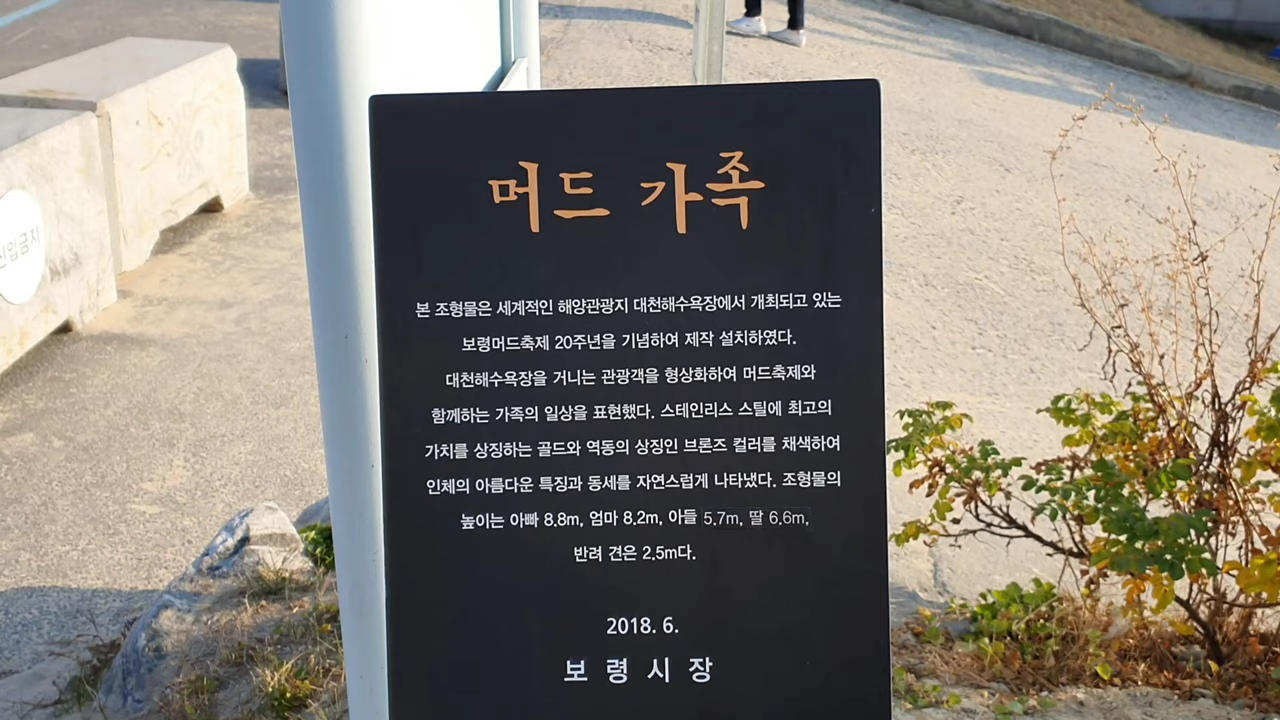 머드 가족
본 조형물은 세계적인 해양관광지 대천해수욕장에서 개최되고 있는
보령머드축제 20주년을 기념하여 제작 설치하였다.
대천해수욕장을 거니는 관광객을 형상화하여 머드축제와
함께하는 가족의 일상을 표현했다. 스테인리스 스틸에 최고의
가치를 상징하는 골드와 역동의 상징인 브론즈 컬러를 채색하여
인체의 아름다운 특징과 동세를 자연스럽게 나타냈다. 조형물의
높이는 아빠 8.8m, 엄마 8.2m, 아들 5.7m, 딸 6.6m,
반려 견은 2.5m다.
2018. 6.
보령시장